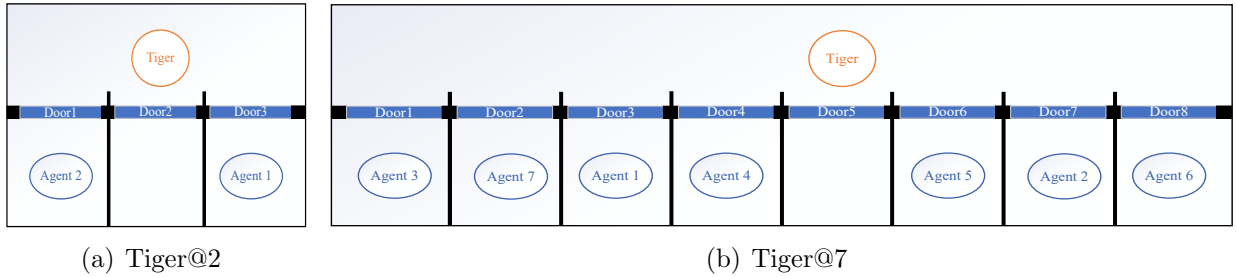 Tiger
Door1 Door2 Door3
Agent 2 Agent 1
(a) Tiger@2
Tiger
Door1 Door2 Door3 Door4 Door5 Door6 Door7 Door8
Agent 3 Agent 7 Agent 1 Agent 4 Agent 5 Agent 2 Agent 6
(b) Tiger@7